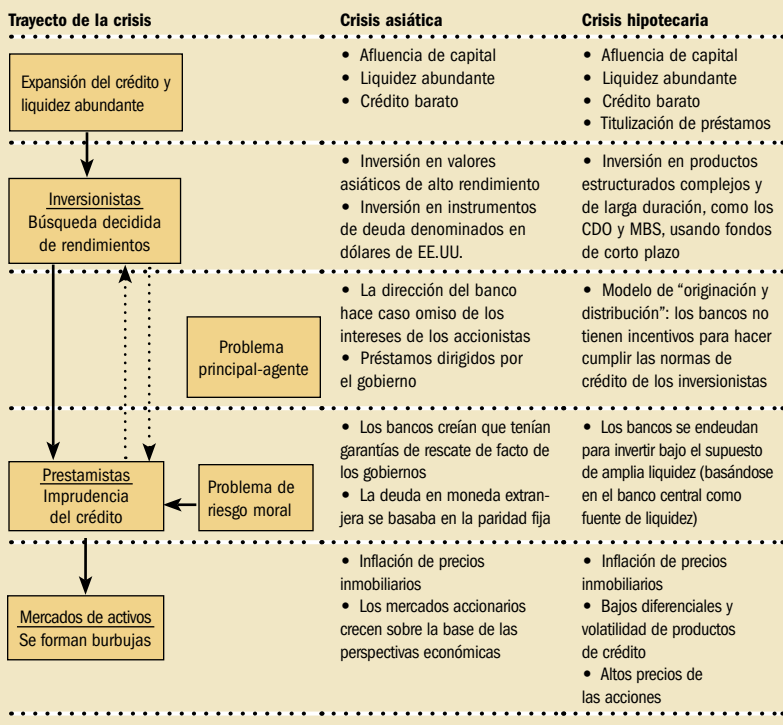 Trayecto de la crisis
Crisis asiática
Crisis hipotecaria
Expansión del crédito y
liquidez abundante
• Afluencia de capital
• Liquidez abundante
• Crédito barato
• Afluencia de capital
• Liquidez abundante
• Crédito barato
• Titulización de préstamos
Inversionistas
Búsqueda decidida
de rendimientos
• Inversión en valores
asiáticos de alto rendimiento
• Inversión en instrumentos
de deuda denominados en
dólares de EE.UU.
• Inversión en productos
estructurados complejos y
de larga duración, como los
CDO y MBS, usando fondos
de corto plazo
Problema
principal-agente
• La dirección del banco
hace caso omiso de los
intereses de los accionistas
• Préstamos dirigidos por
el gobierno
• Modelo de “originación y
distribución”: los bancos no
tienen incentivos para hacer
cumplir las normas de
crédito de los inversionistas
Prestamistas
Imprudencia
del crédito
Problema de
riesgo moral
• Los bancos creían que tenían
garantías de rescate de facto de
los gobiernos
• La deuda en moneda extran-
jera se basaba en la paridad fija
• Los bancos se endeudan
para invertir bajo el supuesto
de amplia liquidez (basándose
en el banco central como
fuente de liquidez)
Mercados de activos
Se forman burbujas
• Inflación de precios
inmobiliarios
• Los mercados accionarios
crecen sobre la base de las
perspectivas económicas
• Inflación de precios
inmobiliarios
• Bajos diferenciales y
volatilidad de productos
de crédito
• Altos precios de
las acciones